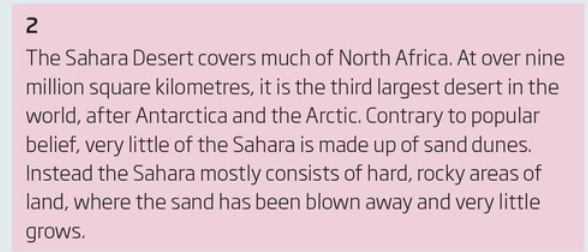 2
The Sahara Desert covers much of North Africa. At over nine
million square kilometres, it is the third largest desert in the
world, after Antarctica and the Arctic. Contrary to popular
belief, very little of the Sahara is made up of sand dunes.
Instead the Sahara mostly consists of hard, rocky areas of
land, where the sand has been blown away and very little
grows.